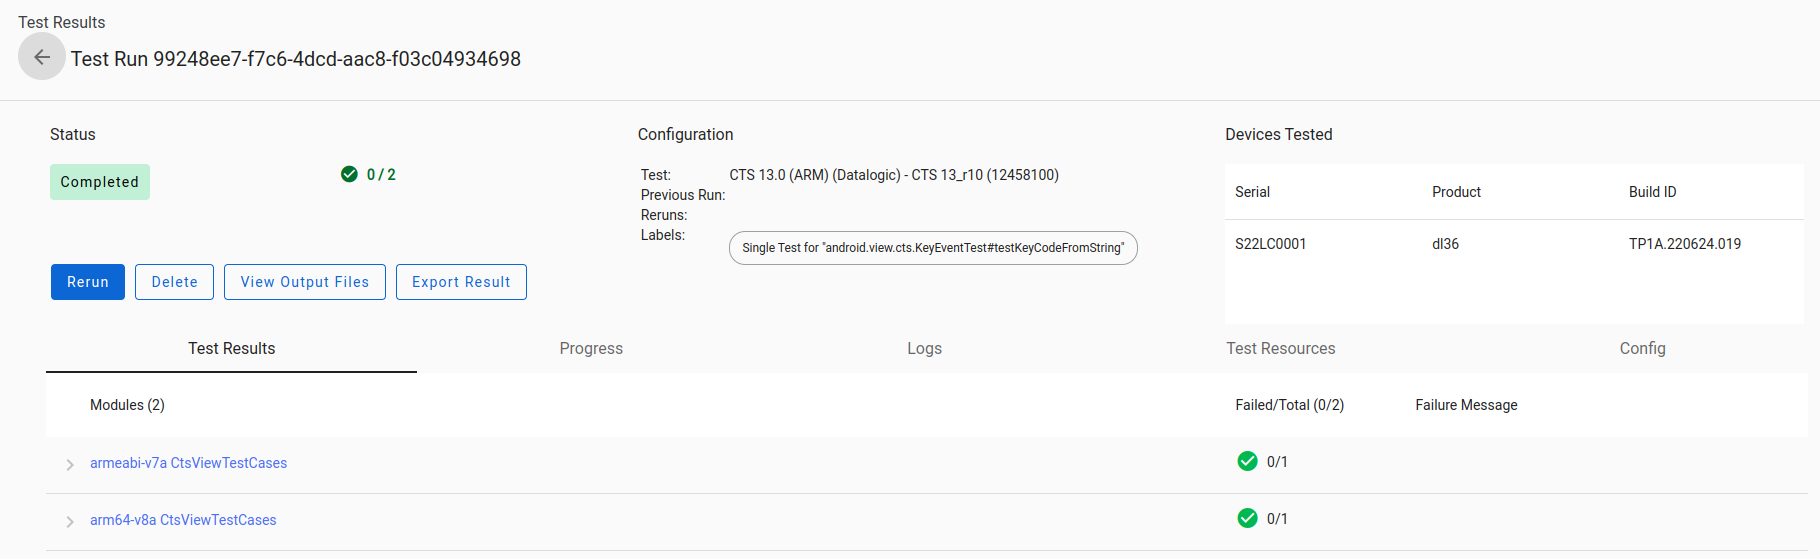 Test Results
Test Run 99248ee7-f7c6-4dcd-aac8-f03c04934698
Status
Completed
0 / 2
Rerun
Delete
View Output Files
Export Result
Configuration
Test: CTS 13.0 (ARM) (Datalogic) - CTS 13_r10 (12458100)
Previous Run:
Reruns:
Labels:
Single Test for "android.view.cts.KeyEventTest#testKeyCodeFromString"
Devices Tested
Serial Product Build ID
S22LC0001 dl36 TP1A.220624.019
Test Results Progress Logs Test Resources Config
Modules (2) Failed/Total (0/2) Failure Message
armeabi-v7a CtsViewTestCases 0/1
arm64-v8a CtsViewTestCases 0/1